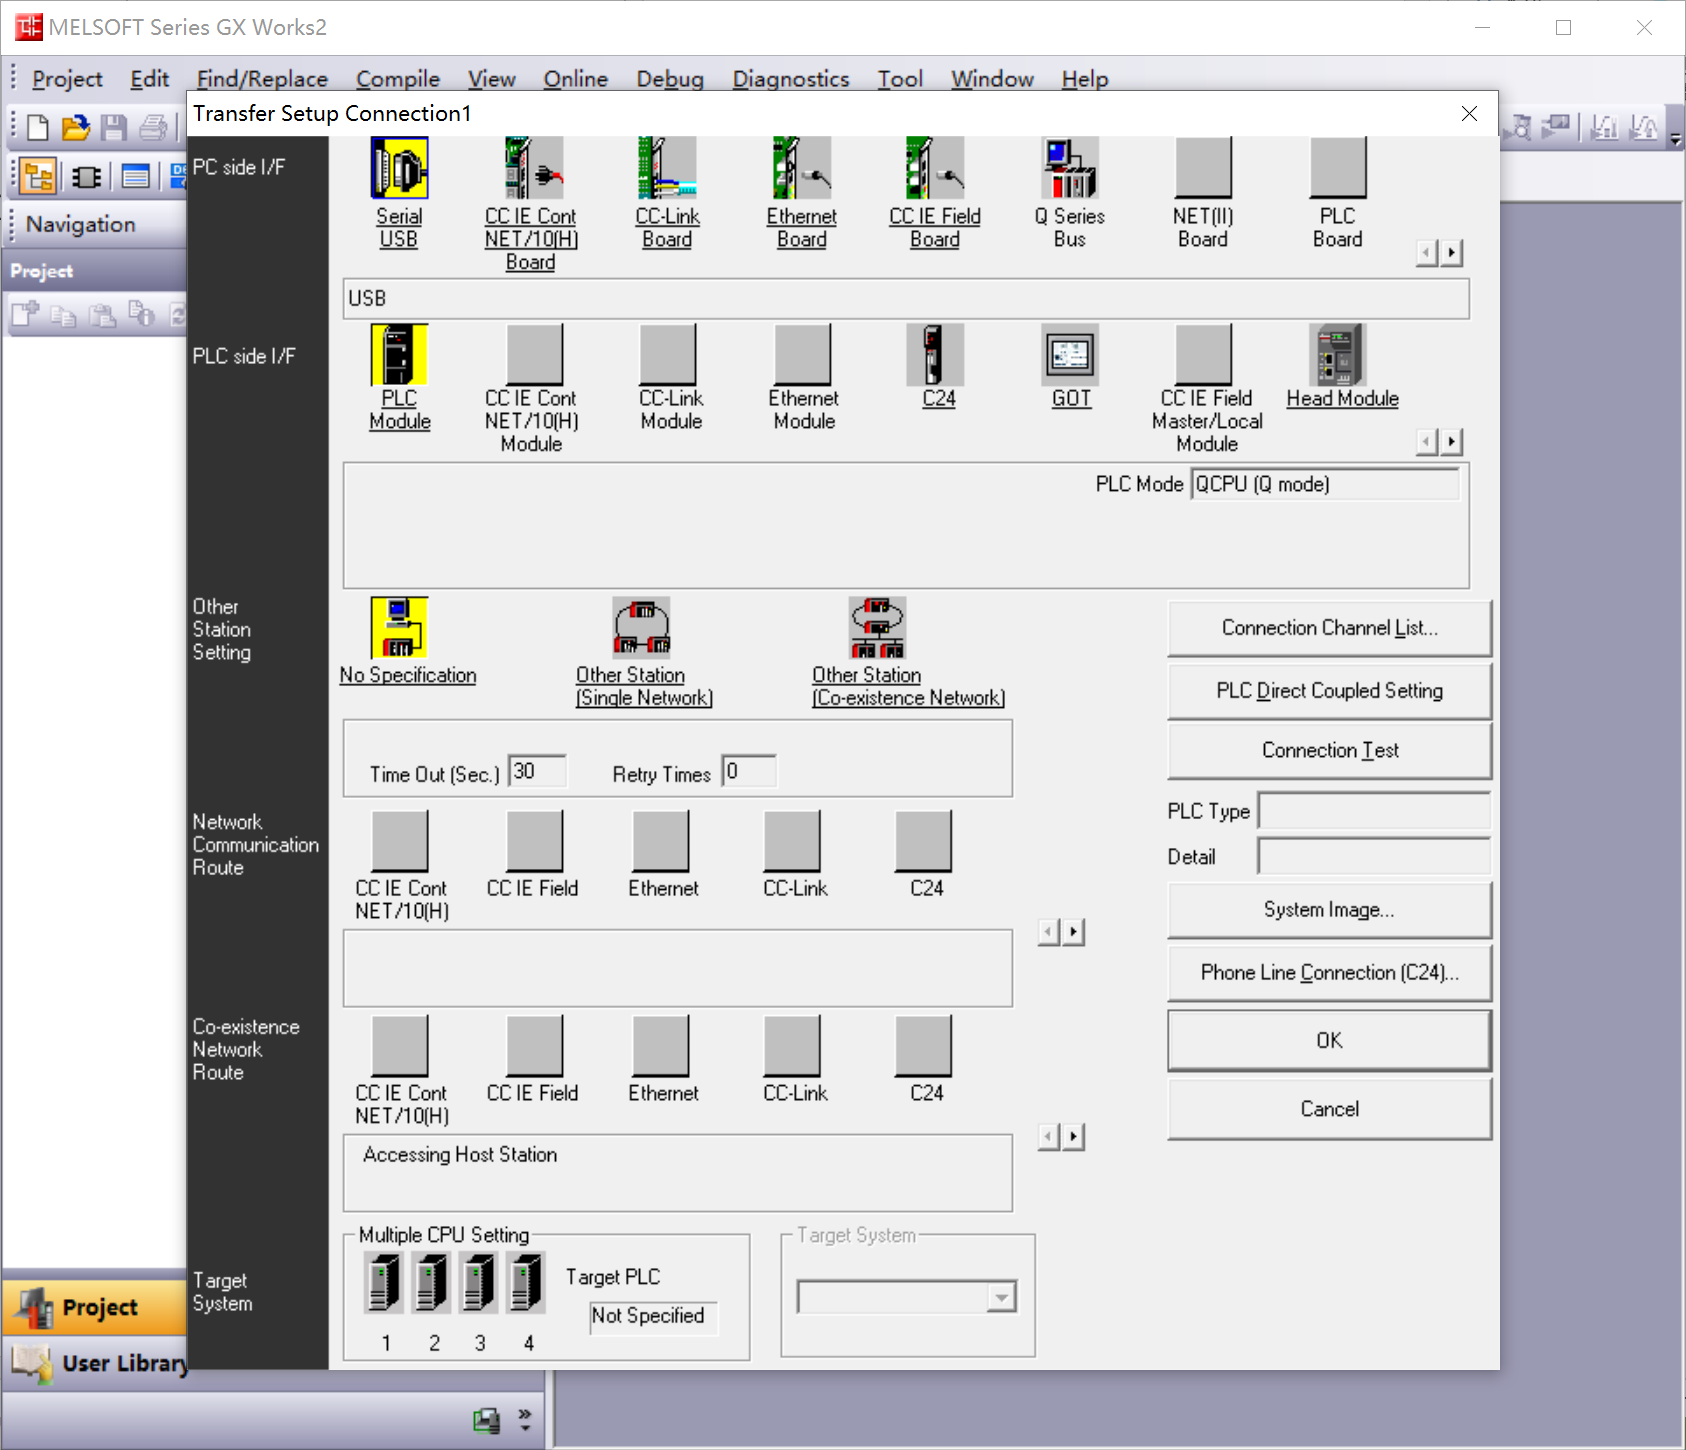 MELSOFT Series GX Works2
Project Edit Find/Replace Compile View Online Debug Diagnostics Tool Window Help
Transfer Setup Connection1
Navigation
Project
PC side I/F
Serial
USB
CC IE Cont
NET/10(H)
Board
CC-Link
Board
Ethernet
Board
CC IE Field
Board
Q Series
Bus
NET(II)
Board
PLC
Board
USB
PLC side I/F
PLC
Module
CC IE Cont
NET/10(H)
Module
CC-Link
Module
Ethernet
Module
C24
GOT
CC IE Field
Master/Local
Module
Head Module
PLC Mode QCPU (Q mode)
Other
Station
Setting
No Specification
Other Station
(Single Network)
Other Station
(Co-existence Network)
Time Out (Sec.) 30 Retry Times 0
Connection Channel List...
PLC Direct Coupled Setting
Connection Test
PLC Type
Detail
System Image...
Phone Line Connection (C24)...
OK
Cancel
Network
Communication
Route
CC IE Cont
NET/10(H)
CC IE Field
Ethernet
CC-Link
C24
Co-existence
Network
Route
CC IE Cont
NET/10(H)
CC IE Field
Ethernet
CC-Link
C24
Accessing Host Station
Target
System
Multiple CPU Setting
1 2 3 4
Target PLC
Not Specified
Target System
Project
User Library